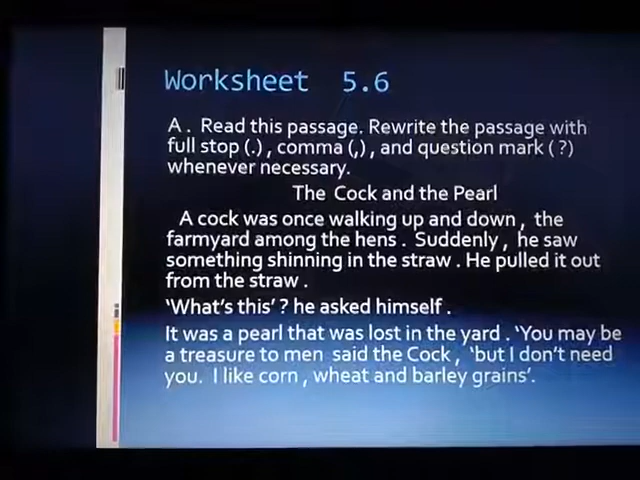 Worksheet 5.6
A . Read this passage. Rewrite the passage with
full stop (.) , comma (,) , and question mark ( ?)
whenever necessary.
The Cock and the Pearl
A cock was once walking up and down , the
farmyard among the hens . Suddenly , he saw
something shinning in the straw . He pulled it out
from the straw .
'What's this' ? he asked himself .
It was a pearl that was lost in the yard . 'You may be
a treasure to men said the Cock , 'but I don't need
you. I like corn , wheat and barley grains'.